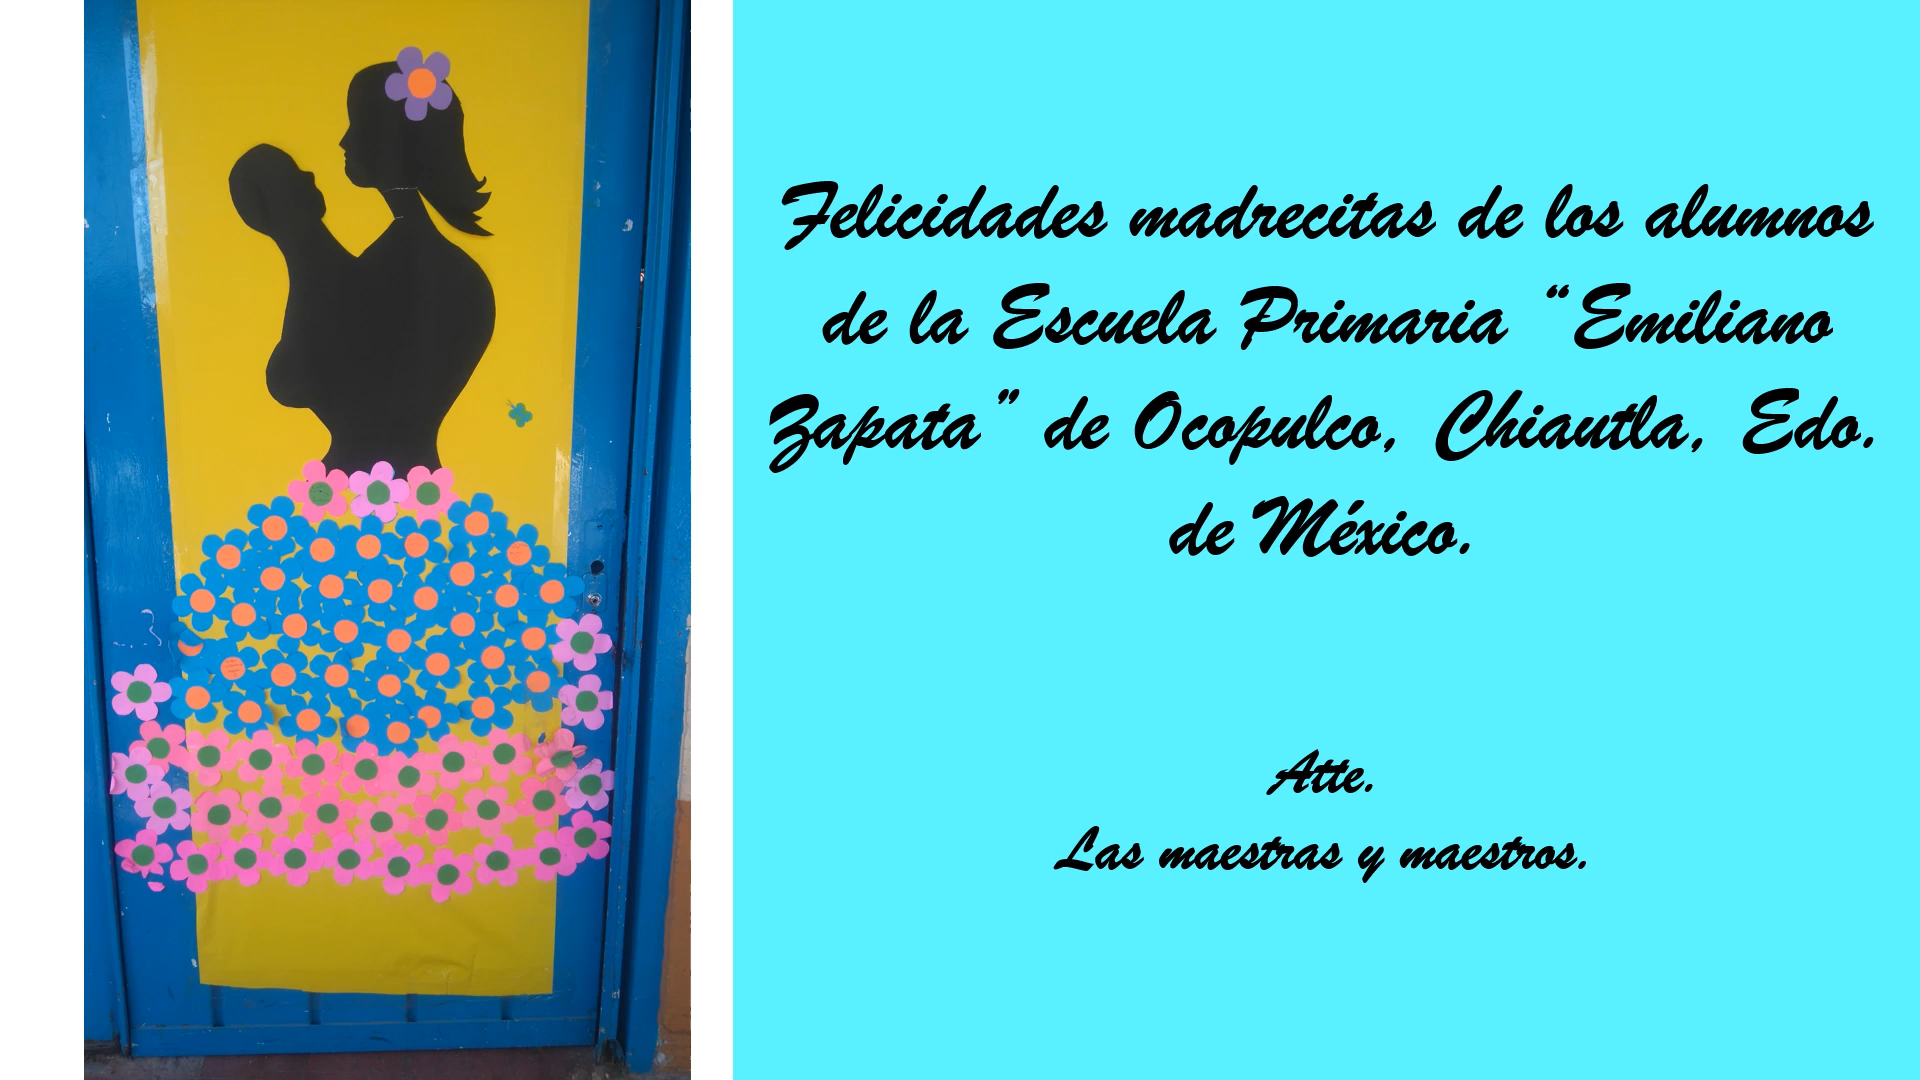 Felicidades madrecitas de los alumnos
de la Escuela Primaria “Emiliano
Zapata” de Ocopulco, Chiautla, Edo.
de México.
Atte.
Las maestras y maestros.